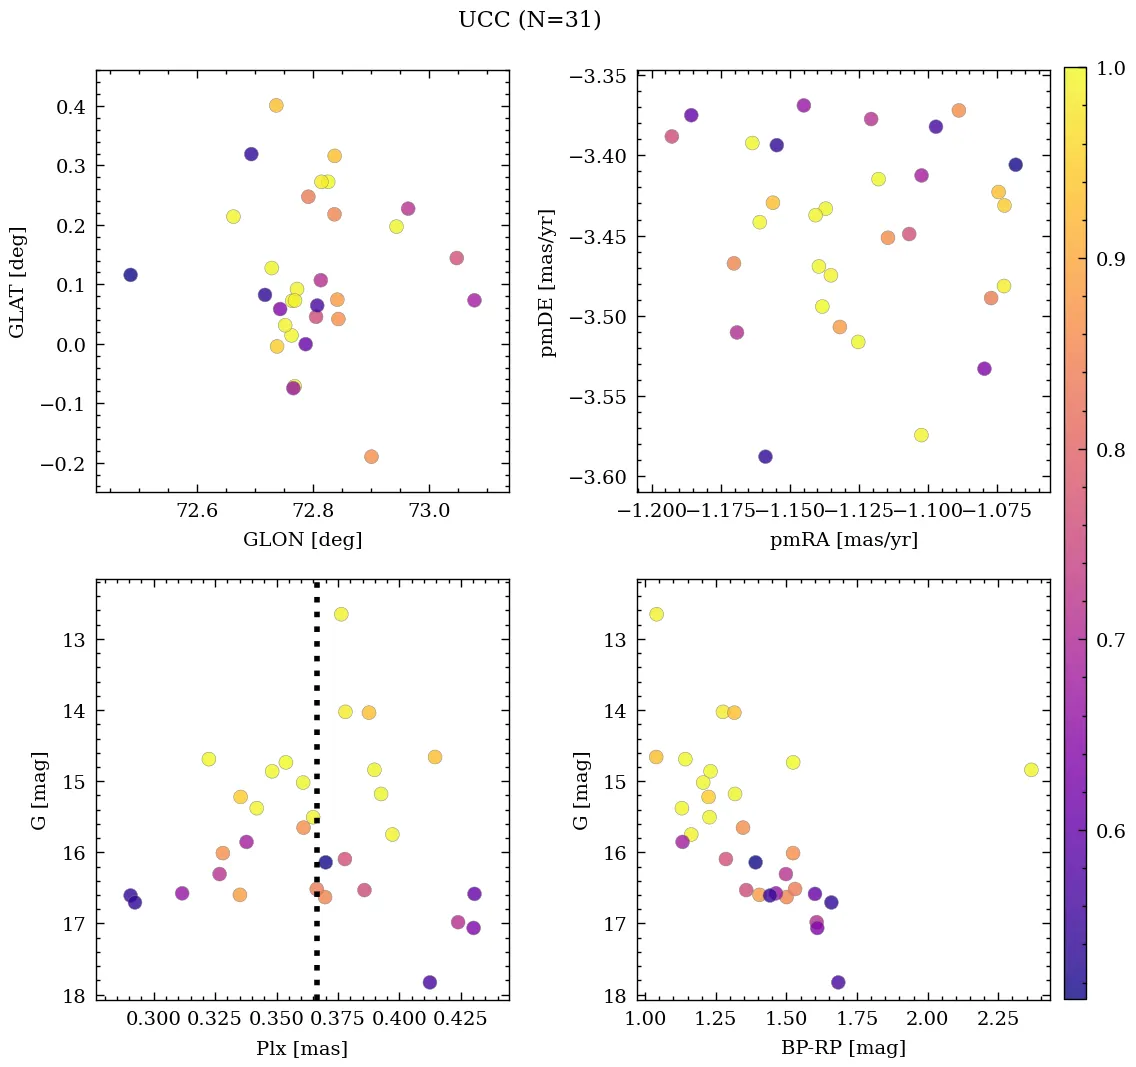 UCC (N=31)
0.4
0.3
0.2
0.1
0.0
−0.1
−0.2
GLAT [deg]
72.6 72.8 73.0
GLON [deg]
−3.35
−3.40
−3.45
−3.50
−3.55
−3.60
pmDE [mas/yr]
−1.200 −1.175 −1.150 −1.125 −1.100 −1.075
pmRA [mas/yr]
1.0
0.9
0.8
0.7
0.6
13
14
15
16
17
18
G [mag]
0.300 0.325 0.350 0.375 0.400 0.425
Plx [mas]
13
14
15
16
17
18
G [mag]
1.00 1.25 1.50 1.75 2.00 2.25
BP-RP [mag]